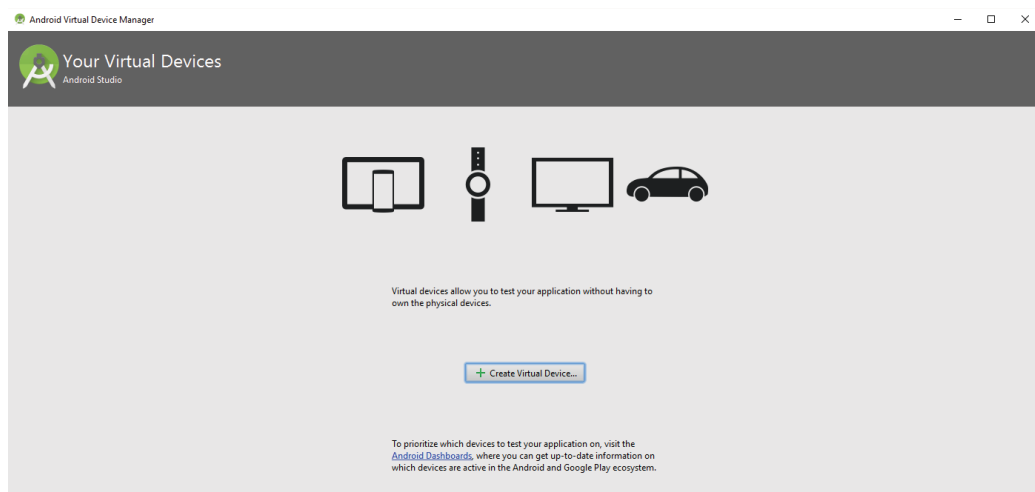 Android Virtual Device Manager
Your Virtual Devices
Android Studio
Virtual devices allow you to test your application without having to
own the physical devices.
Create Virtual Device...
To prioritize which devices to test your application on, visit the
Android Dashboards, where you can get up-to-date information on
which devices are active in the Android and Google Play ecosystem.